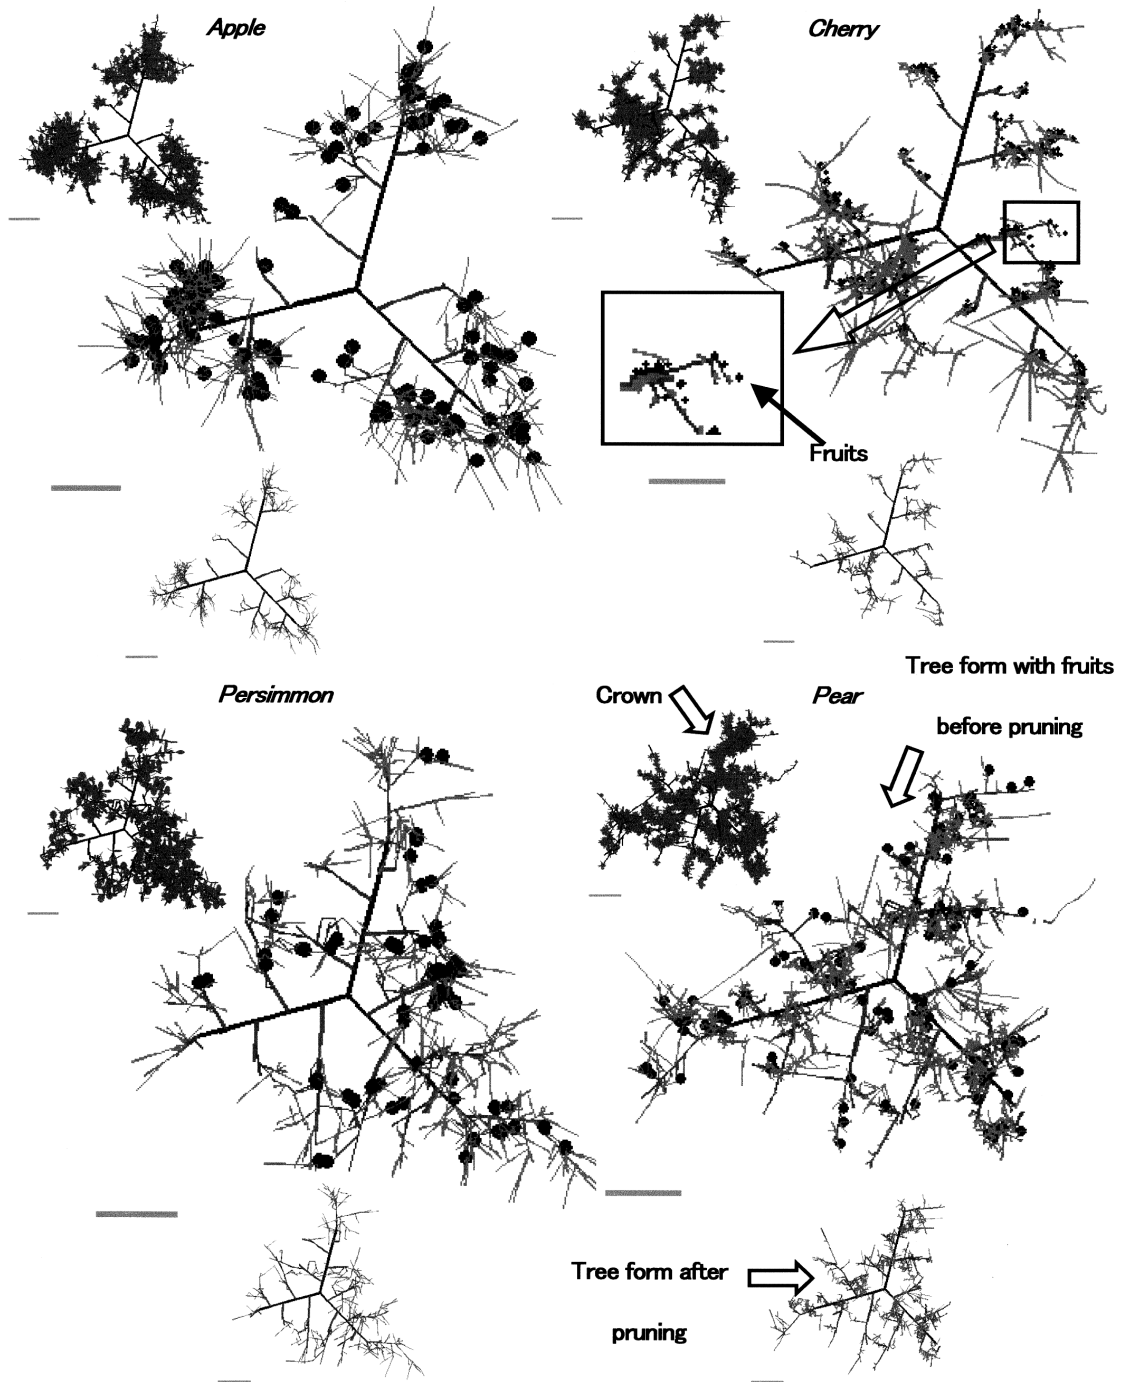 Apple
Cherry
Fruits
Persimmon
Crown
Pear
Tree form with fruits
before pruning
Tree form after
pruning